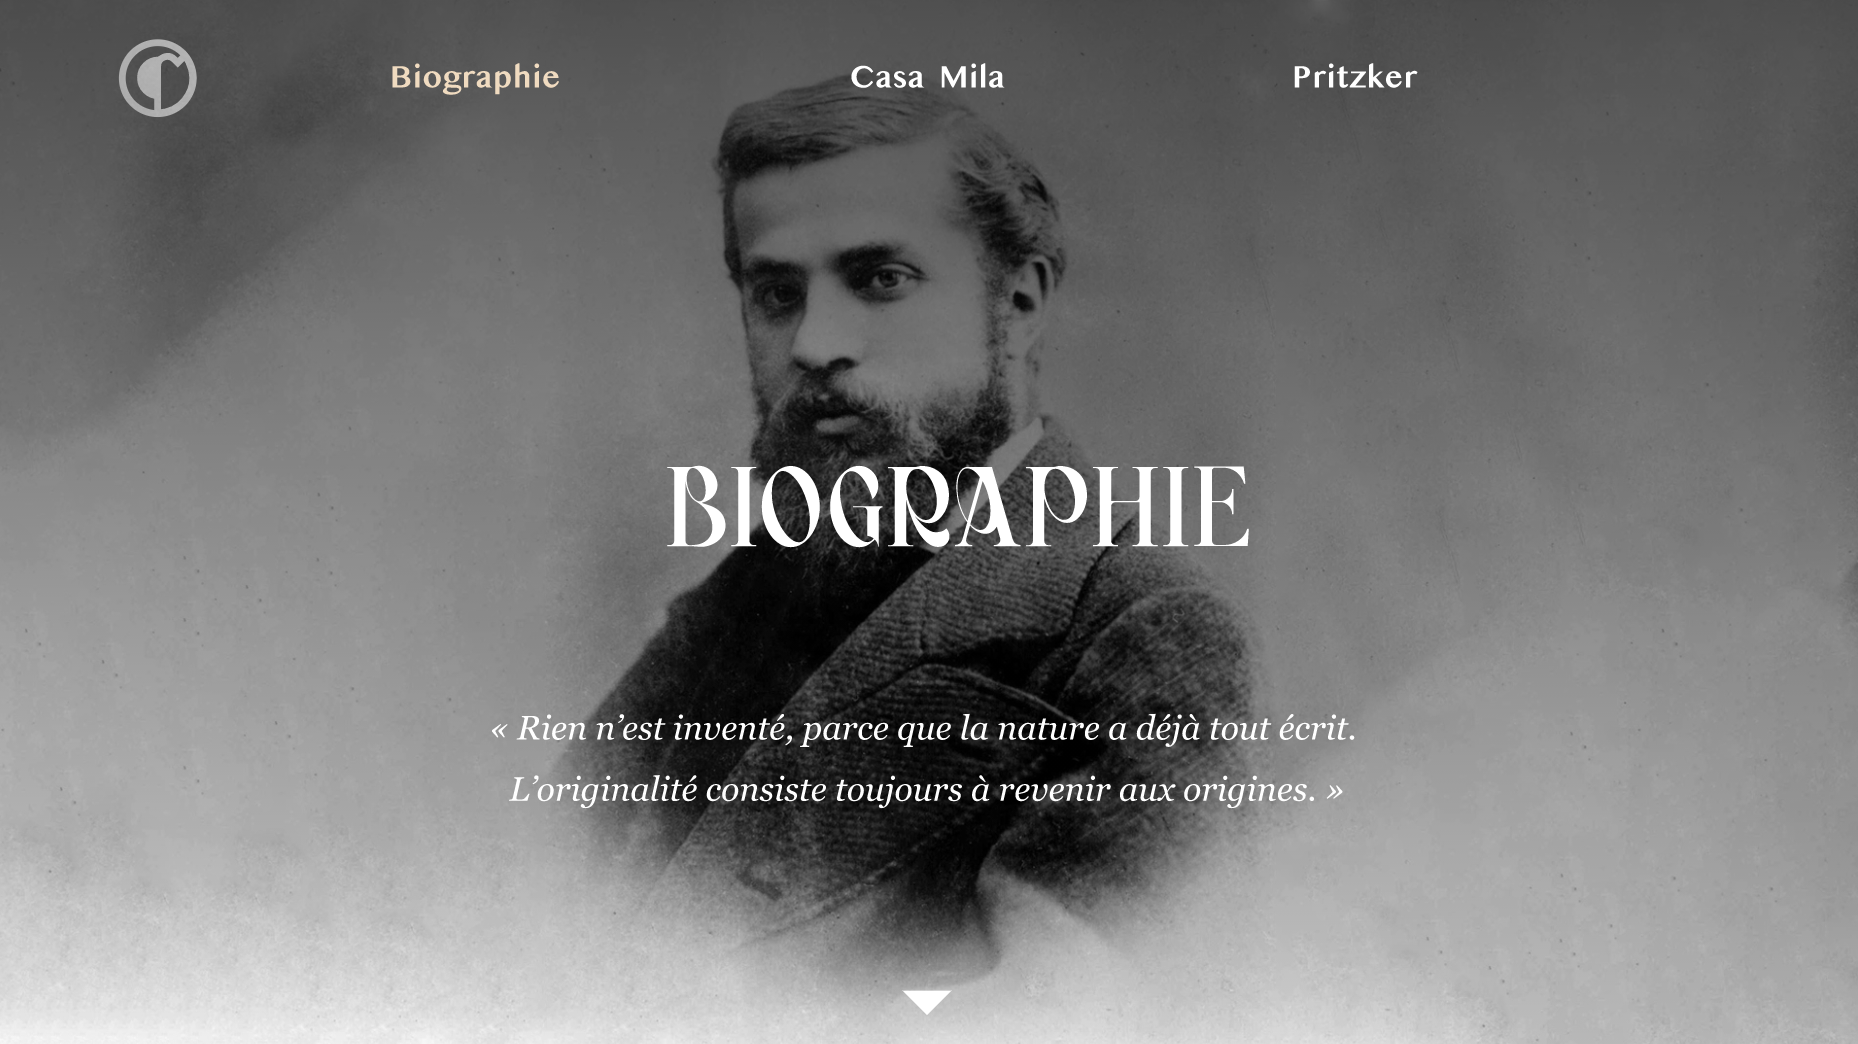 Biographie
Casa Mila
Pritzker
BIOGRAPHIE
« Rien n’est inventé, parce que la nature a déjà tout écrit.
L’originalité consiste toujours à revenir aux origines. »